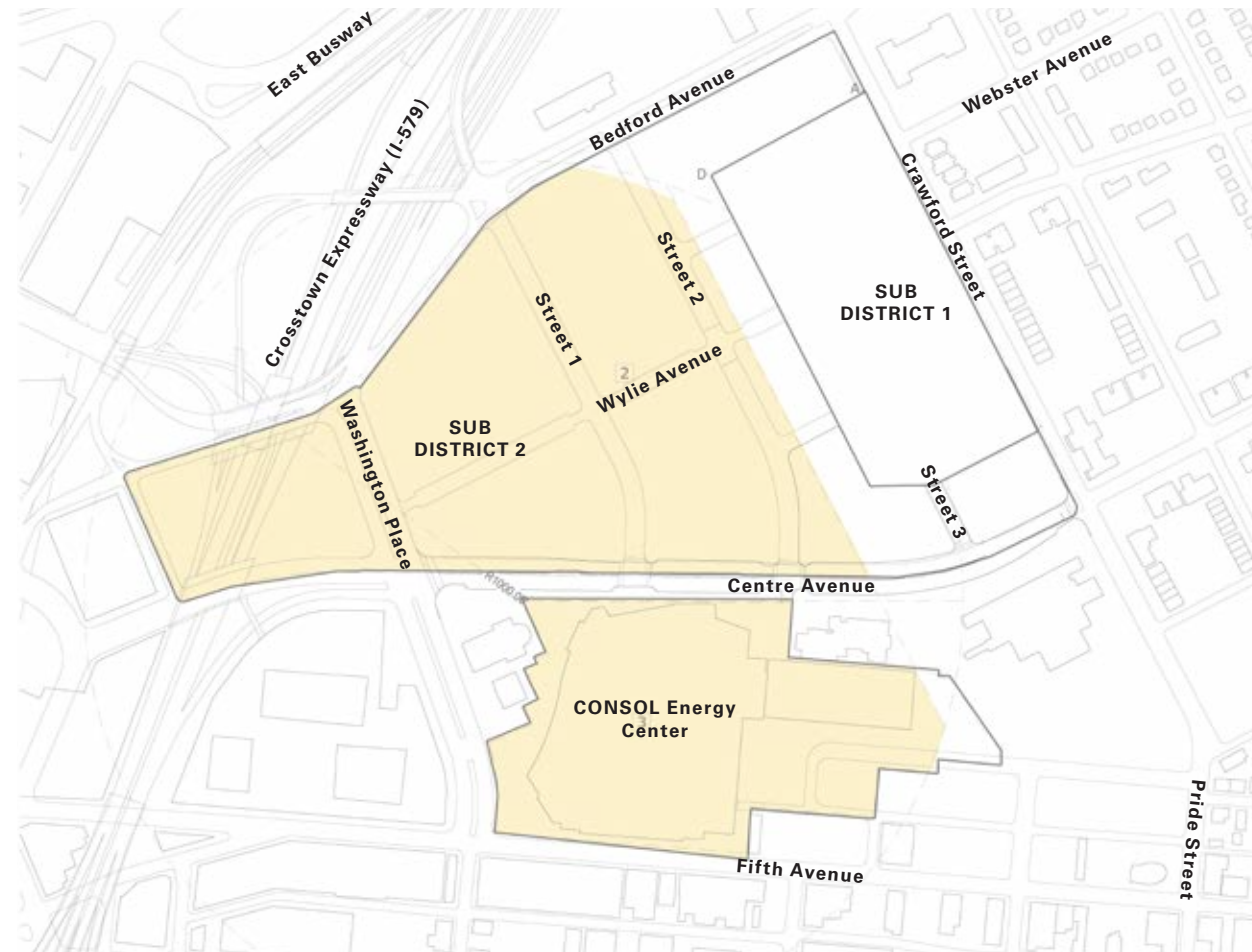 East Busway
Webster Avenue
Bedford Avenue
A
Crosstown Expressway (I-579)
D
Crawford Street
Street 2
SUB
DISTRICT 1
Street 1
2
Wylie Avenue
Washington Place
SUB
DISTRICT 2
Street 3
Centre Avenue
CONSOL Energy
Center
Pride Street
Fifth Avenue